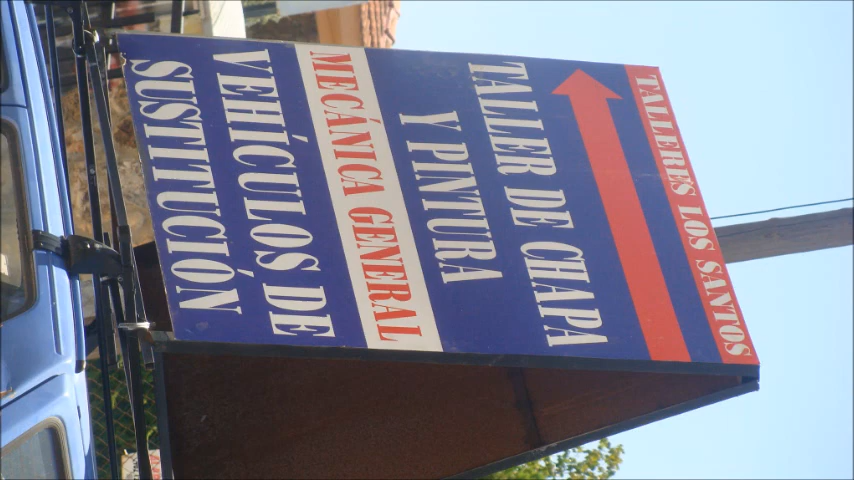 TALLERES LOS SANTOS
TALLER DE CHAPA
Y PINTURA
MECÁNICA GENERAL
VEHÍCULOS DE
SUSTITUCIÓN